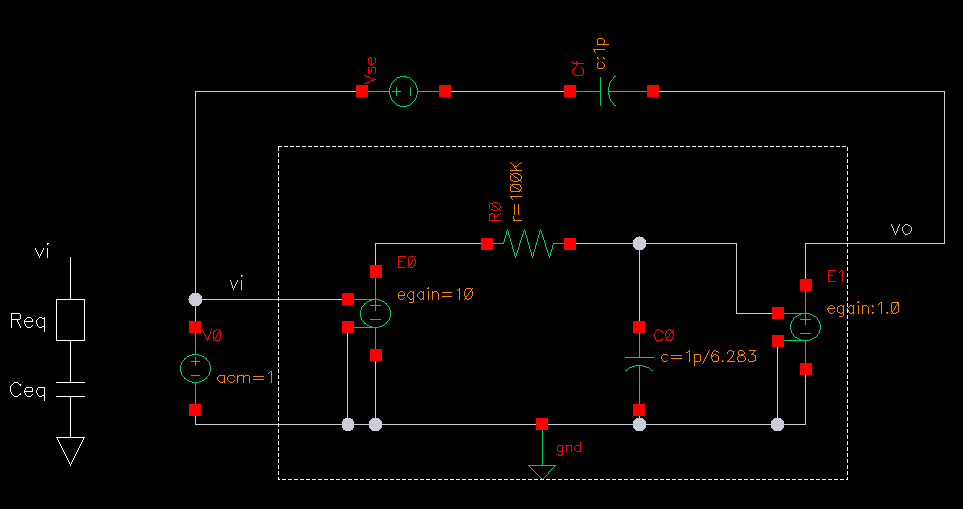 Vse
Cf
c:1p
R0
r=100K
vo
vi
vi
E0
egain=10
E1
egain:1.0
Req
V0
acm=1
C0
c=1p/6.283
Ceq
gnd